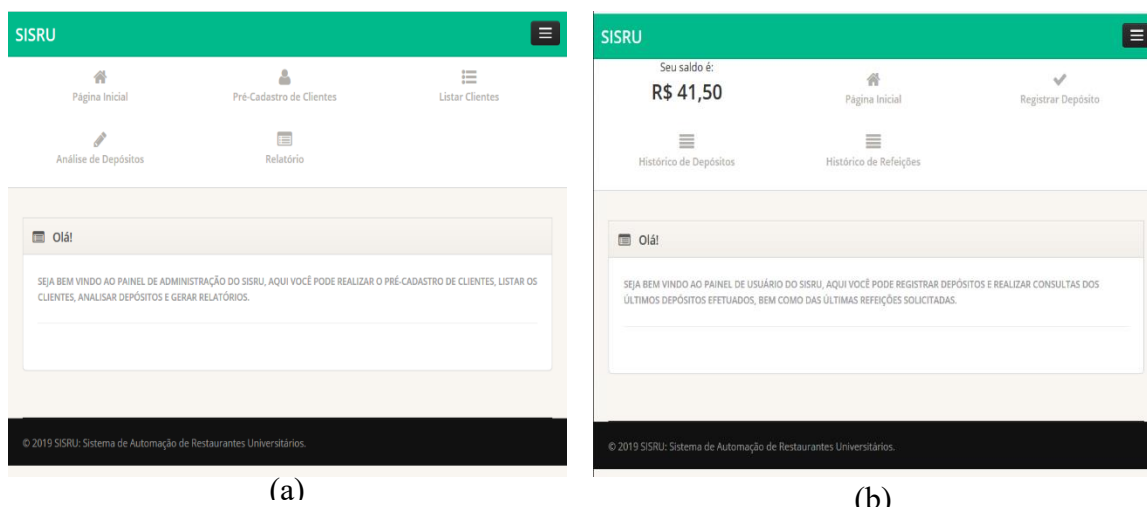 SISRU
Página Inicial
Pré-Cadastro de Clientes
Listar Clientes
Análise de Depósitos
Relatório
Olá!
SEJA BEM VINDO AO PAINEL DE ADMINISTRAÇÃO DO SISRU, AQUI VOCÊ PODE REALIZAR O PRÉ-CADASTRO DE CLIENTES, LISTAR OS
CLIENTES, ANALISAR DEPÓSITOS E GERAR RELATÓRIOS.
© 2019 SISRU: Sistema de Automação de Restaurantes Universitários.
(a)
SISRU
Seu saldo é:
R$ 41,50
Página Inicial
Registrar Depósito
Histórico de Depósitos
Histórico de Refeições
Olá!
SEJA BEM VINDO AO PAINEL DE USUÁRIO DO SISRU, AQUI VOCÊ PODE REGISTRAR DEPÓSITOS E REALIZAR CONSULTAS DOS
ÚLTIMOS DEPÓSITOS EFETUADOS, BEM COMO DAS ÚLTIMAS REFEIÇÕES SOLICITADAS.
© 2019 SISRU: Sistema de Automação de Restaurantes Universitários.
(b)